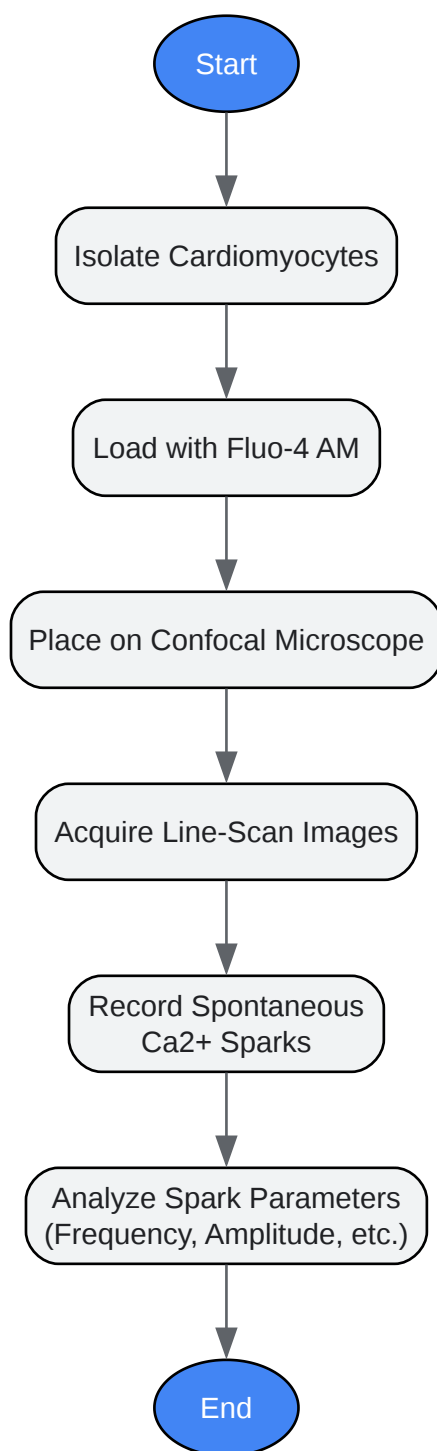 Start
Isolate Cardiomyocytes
Load with Fluo-4 AM
Place on Confocal Microscope
Acquire Line-Scan Images
Record Spontaneous
Ca2+ Sparks
Analyze Spark Parameters
(Frequency, Amplitude, etc.)
End